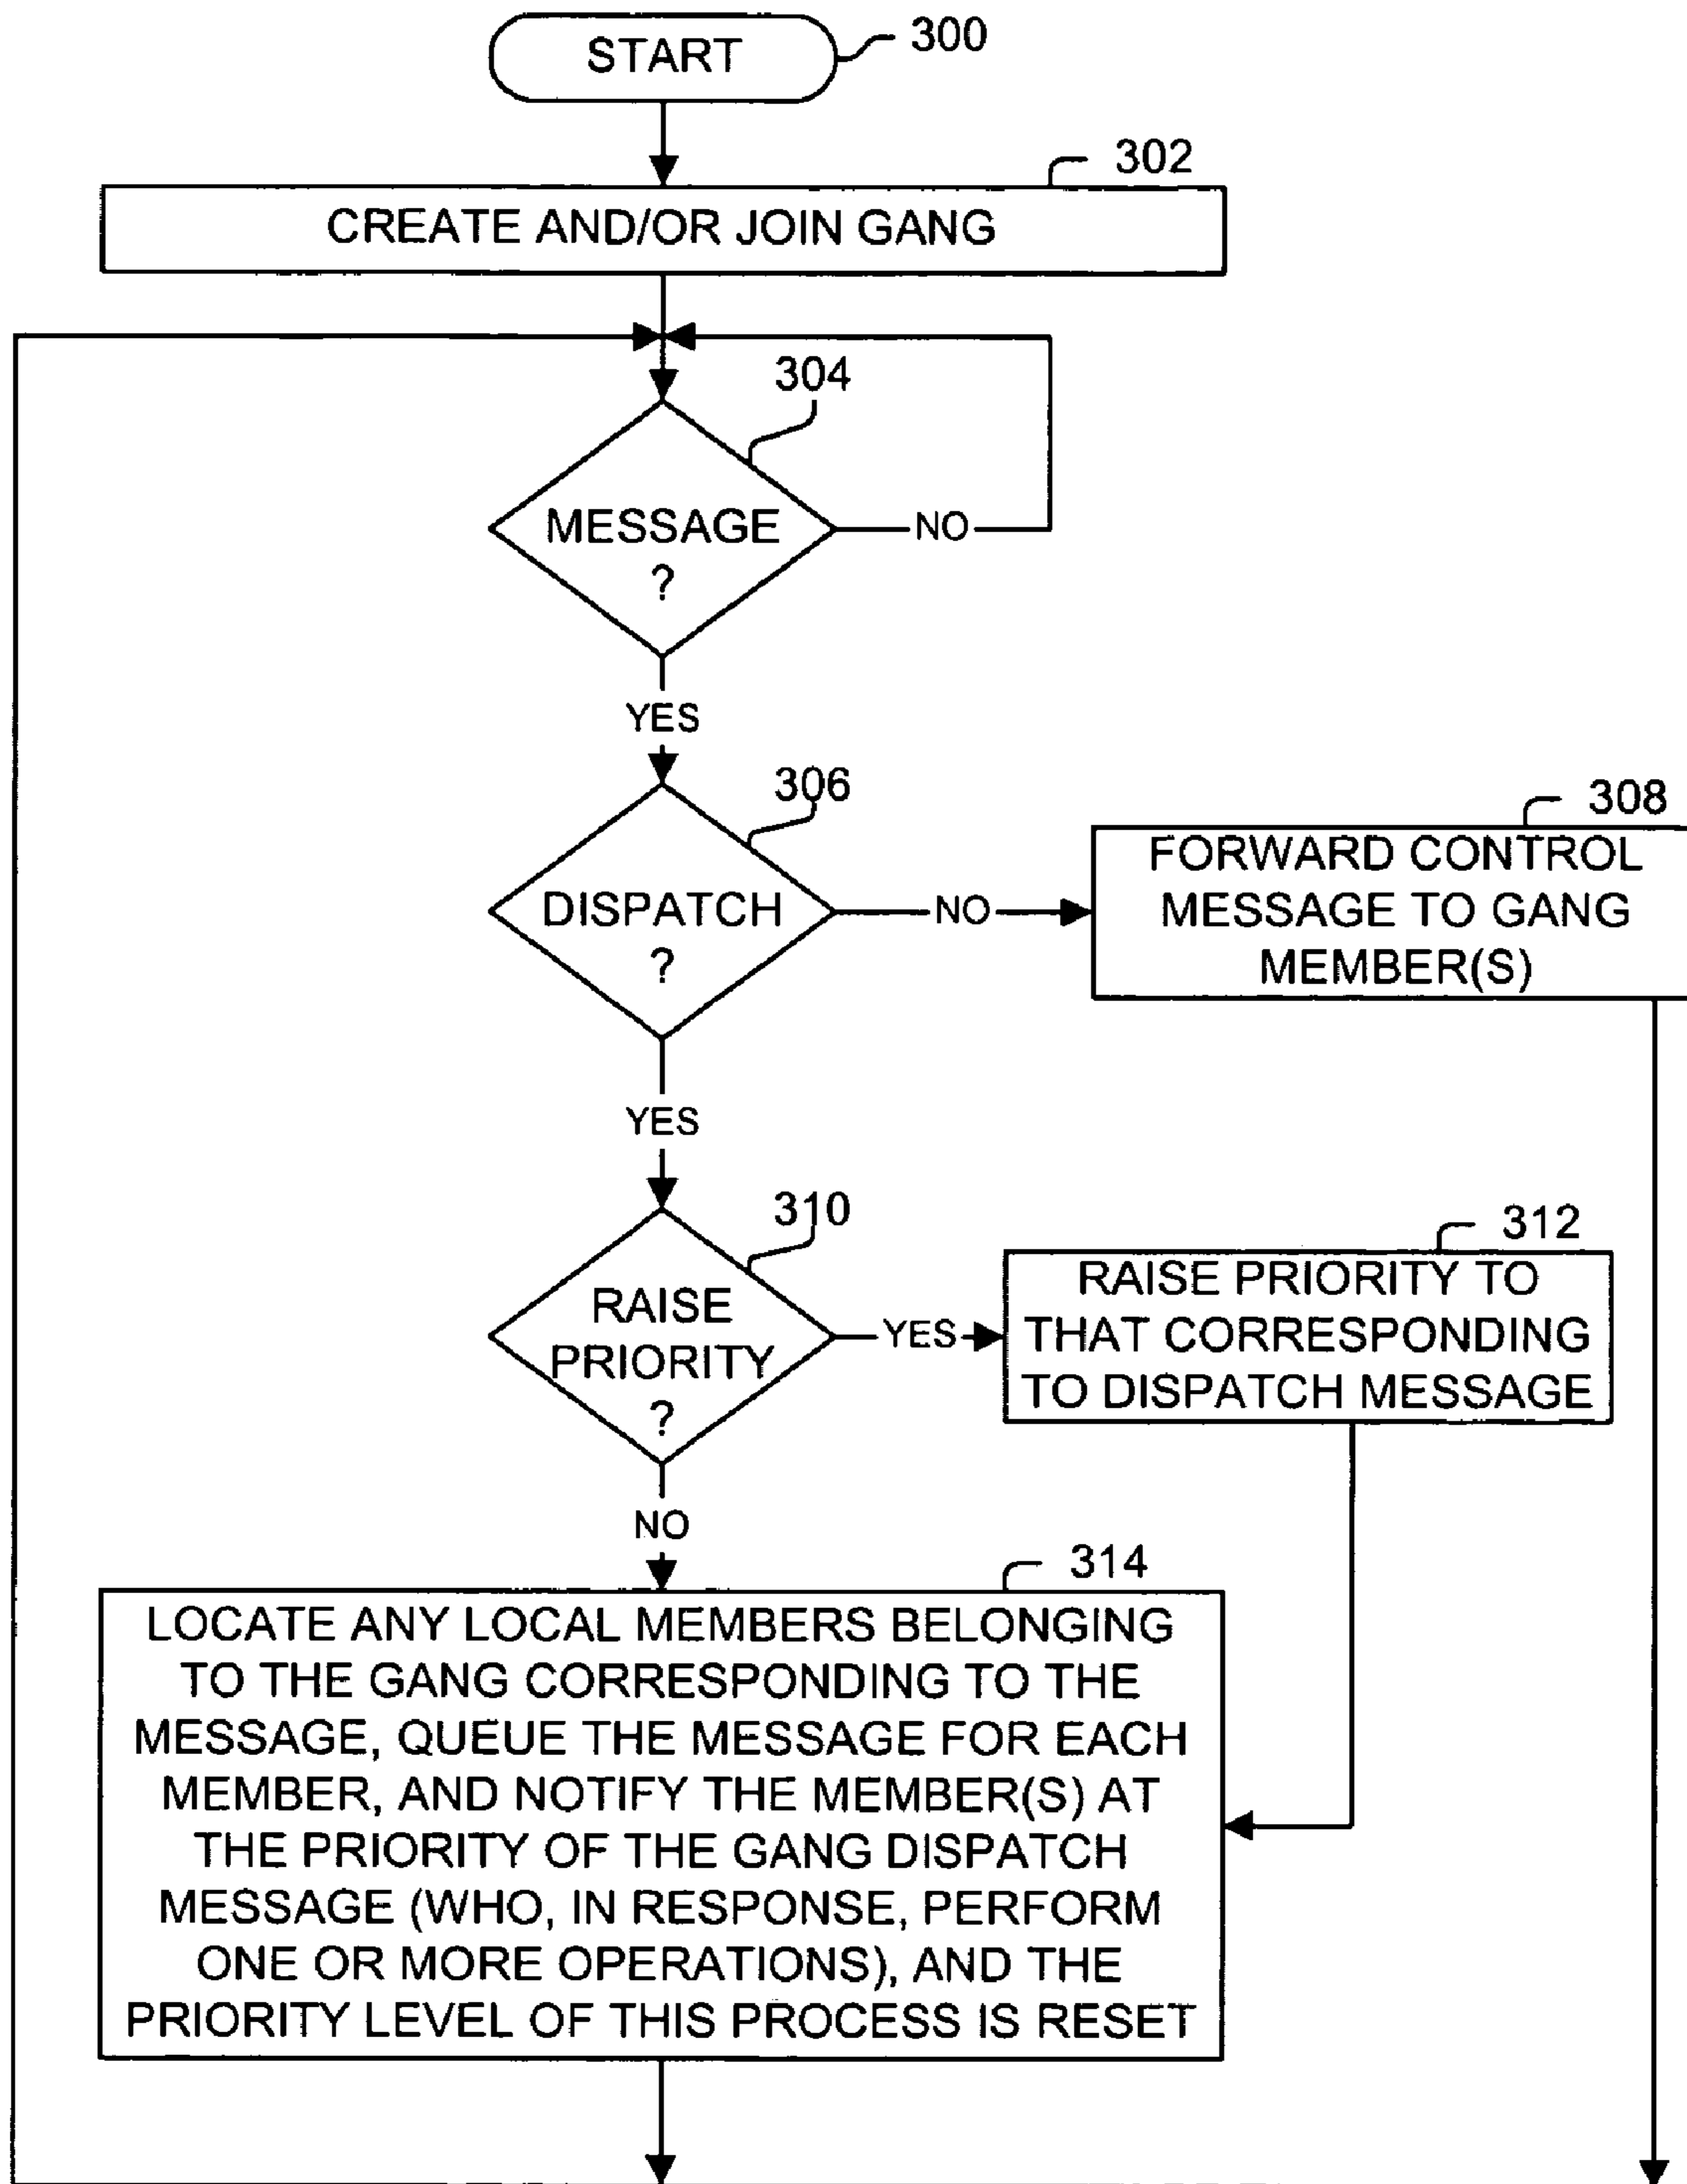 START
300
302
CREATE AND/OR JOIN GANG
304
MESSAGE
?
NO
YES
306
DISPATCH
?
NO
308
FORWARD CONTROL
MESSAGE TO GANG
MEMBER(S)
YES
310
RAISE
PRIORITY
?
YES
312
RAISE PRIORITY TO
THAT CORRESPONDING
TO DISPATCH MESSAGE
NO
314
LOCATE ANY LOCAL MEMBERS BELONGING
TO THE GANG CORRESPONDING TO THE
MESSAGE, QUEUE THE MESSAGE FOR EACH
MEMBER, AND NOTIFY THE MEMBER(S) AT
THE PRIORITY OF THE GANG DISPATCH
MESSAGE (WHO, IN RESPONSE, PERFORM
ONE OR MORE OPERATIONS), AND THE
PRIORITY LEVEL OF THIS PROCESS IS RESET